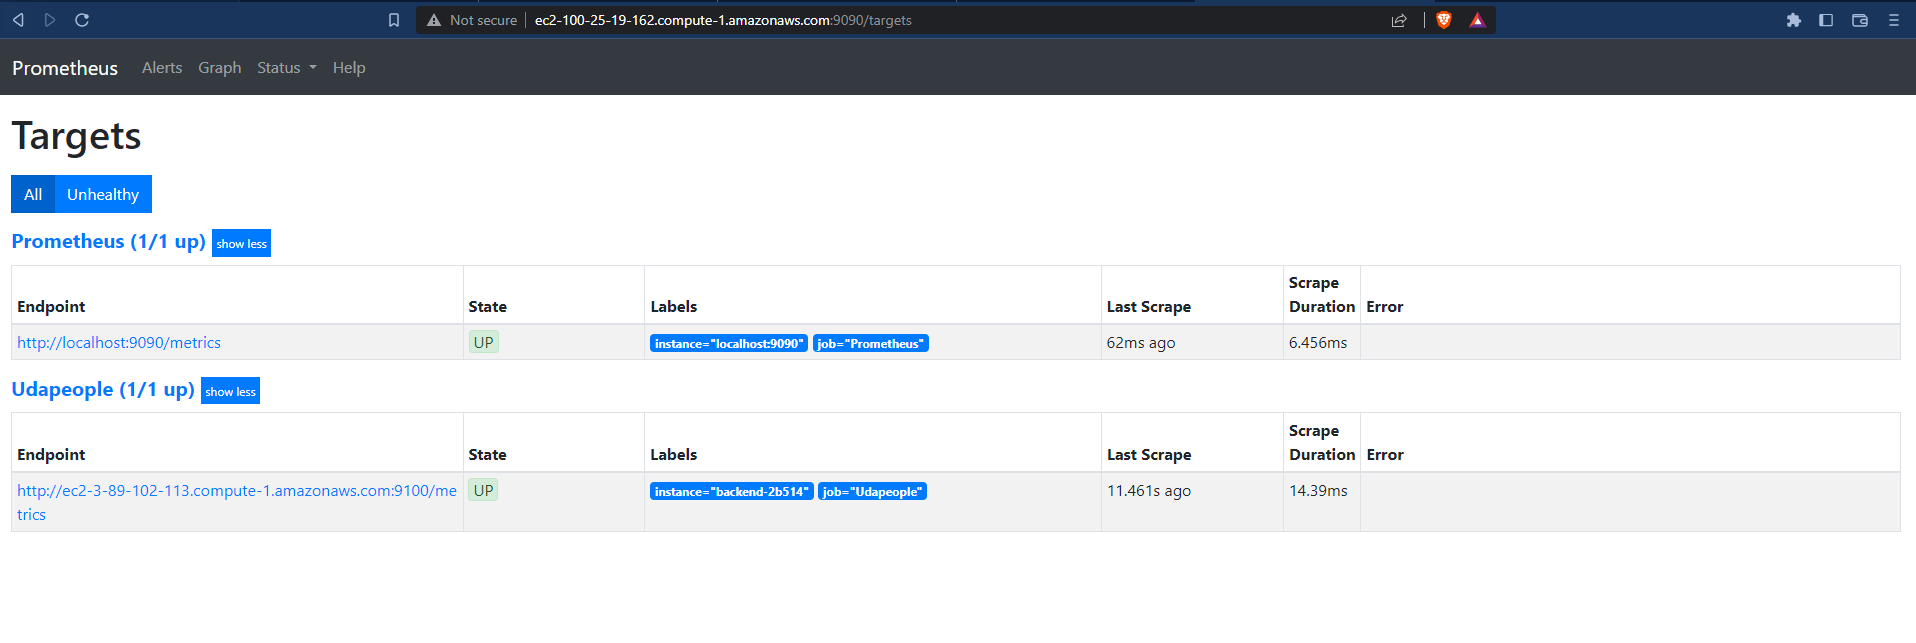 Not secure ec2-100-25-19-162.compute-1.amazonaws.com:9090/targets
Prometheus Alerts Graph Status Help
Targets
All Unhealthy
Prometheus (1/1 up) show less
Endpoint State Labels Last Scrape Scrape Duration Error
http://localhost:9090/metrics UP instance="localhost:9090" job="Prometheus" 62ms ago 6.456ms
Udapeople (1/1 up) show less
Endpoint State Labels Last Scrape Scrape Duration Error
http://ec2-3-89-102-113.compute-1.amazonaws.com:9100/me UP instance="backend-2b514" job="Udapeople" 11.461s ago 14.39ms
trics